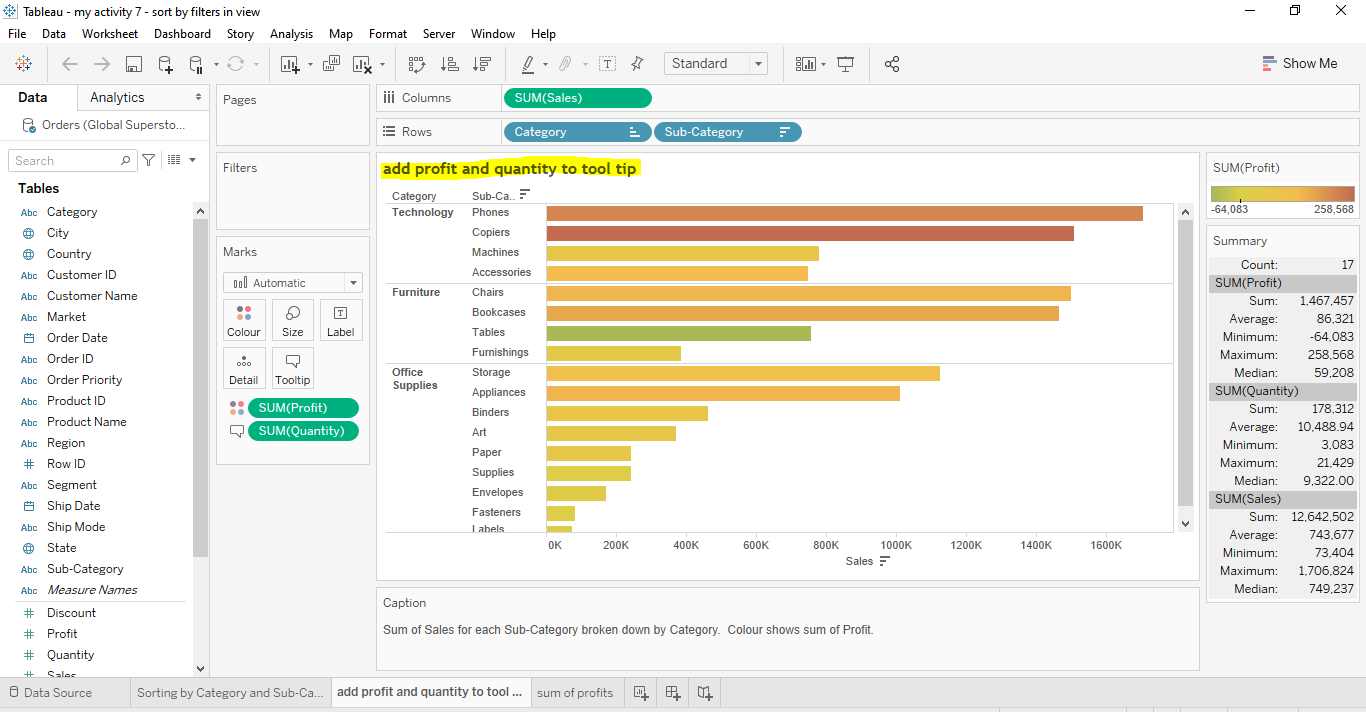 Tableau - my activity 7 - sort by filters in view
File Data Worksheet Dashboard Story Analysis Map Format Server Window Help
Standard
Show Me
Data Analytics
Orders (Global Supersto...
Search
Tables
Abc Category
City
Country
Abc Customer ID
Abc Customer Name
Abc Market
Order Date
Abc Order ID
Abc Order Priority
Abc Product ID
Abc Product Name
Abc Region
Row ID
Abc Segment
Ship Date
Abc Ship Mode
State
Abc Sub-Category
Abc Measure Names
Discount
Profit
Quantity
Sales
Pages
Filters
Marks
Automatic
Colour Size Label
Detail Tooltip
SUM(Profit)
SUM(Quantity)
Columns SUM(Sales)
Rows Category Sub-Category
add profit and quantity to tool tip
Category Sub-Ca..
Technology Phones
Copiers
Machines
Accessories
Furniture Chairs
Bookcases
Tables
Furnishings
Office Supplies Storage
Appliances
Binders
Art
Paper
Supplies
Envelopes
Fasteners
Labels
0K 200K 400K 600K 800K 1000K 1200K 1400K 1600K
Sales
Caption
Sum of Sales for each Sub-Category broken down by Category. Colour shows sum of Profit.
SUM(Profit)
-64,083 258,568
Summary
Count: 17
SUM(Profit)
Sum: 1,467,457
Average: 86,321
Minimum: -64,083
Maximum: 258,568
Median: 59,208
SUM(Quantity)
Sum: 178,312
Average: 10,488.94
Minimum: 3,083
Maximum: 21,429
Median: 9,322.00
SUM(Sales)
Sum: 12,642,502
Average: 743,677
Minimum: 73,404
Maximum: 1,706,824
Median: 749,237
Data Source Sorting by Category and Sub-Ca... add profit and quantity to tool ... sum of profits